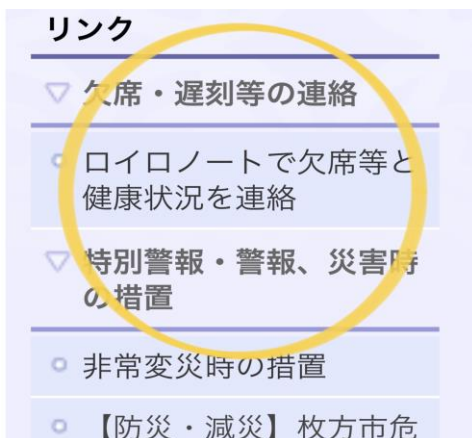 リンク
欠席・遅刻等の連絡
ロイロノートで欠席等と
健康状況を連絡
特別警報・警報、災害時
の措置
非常変災時の措置
【防災・減災】枚方市危